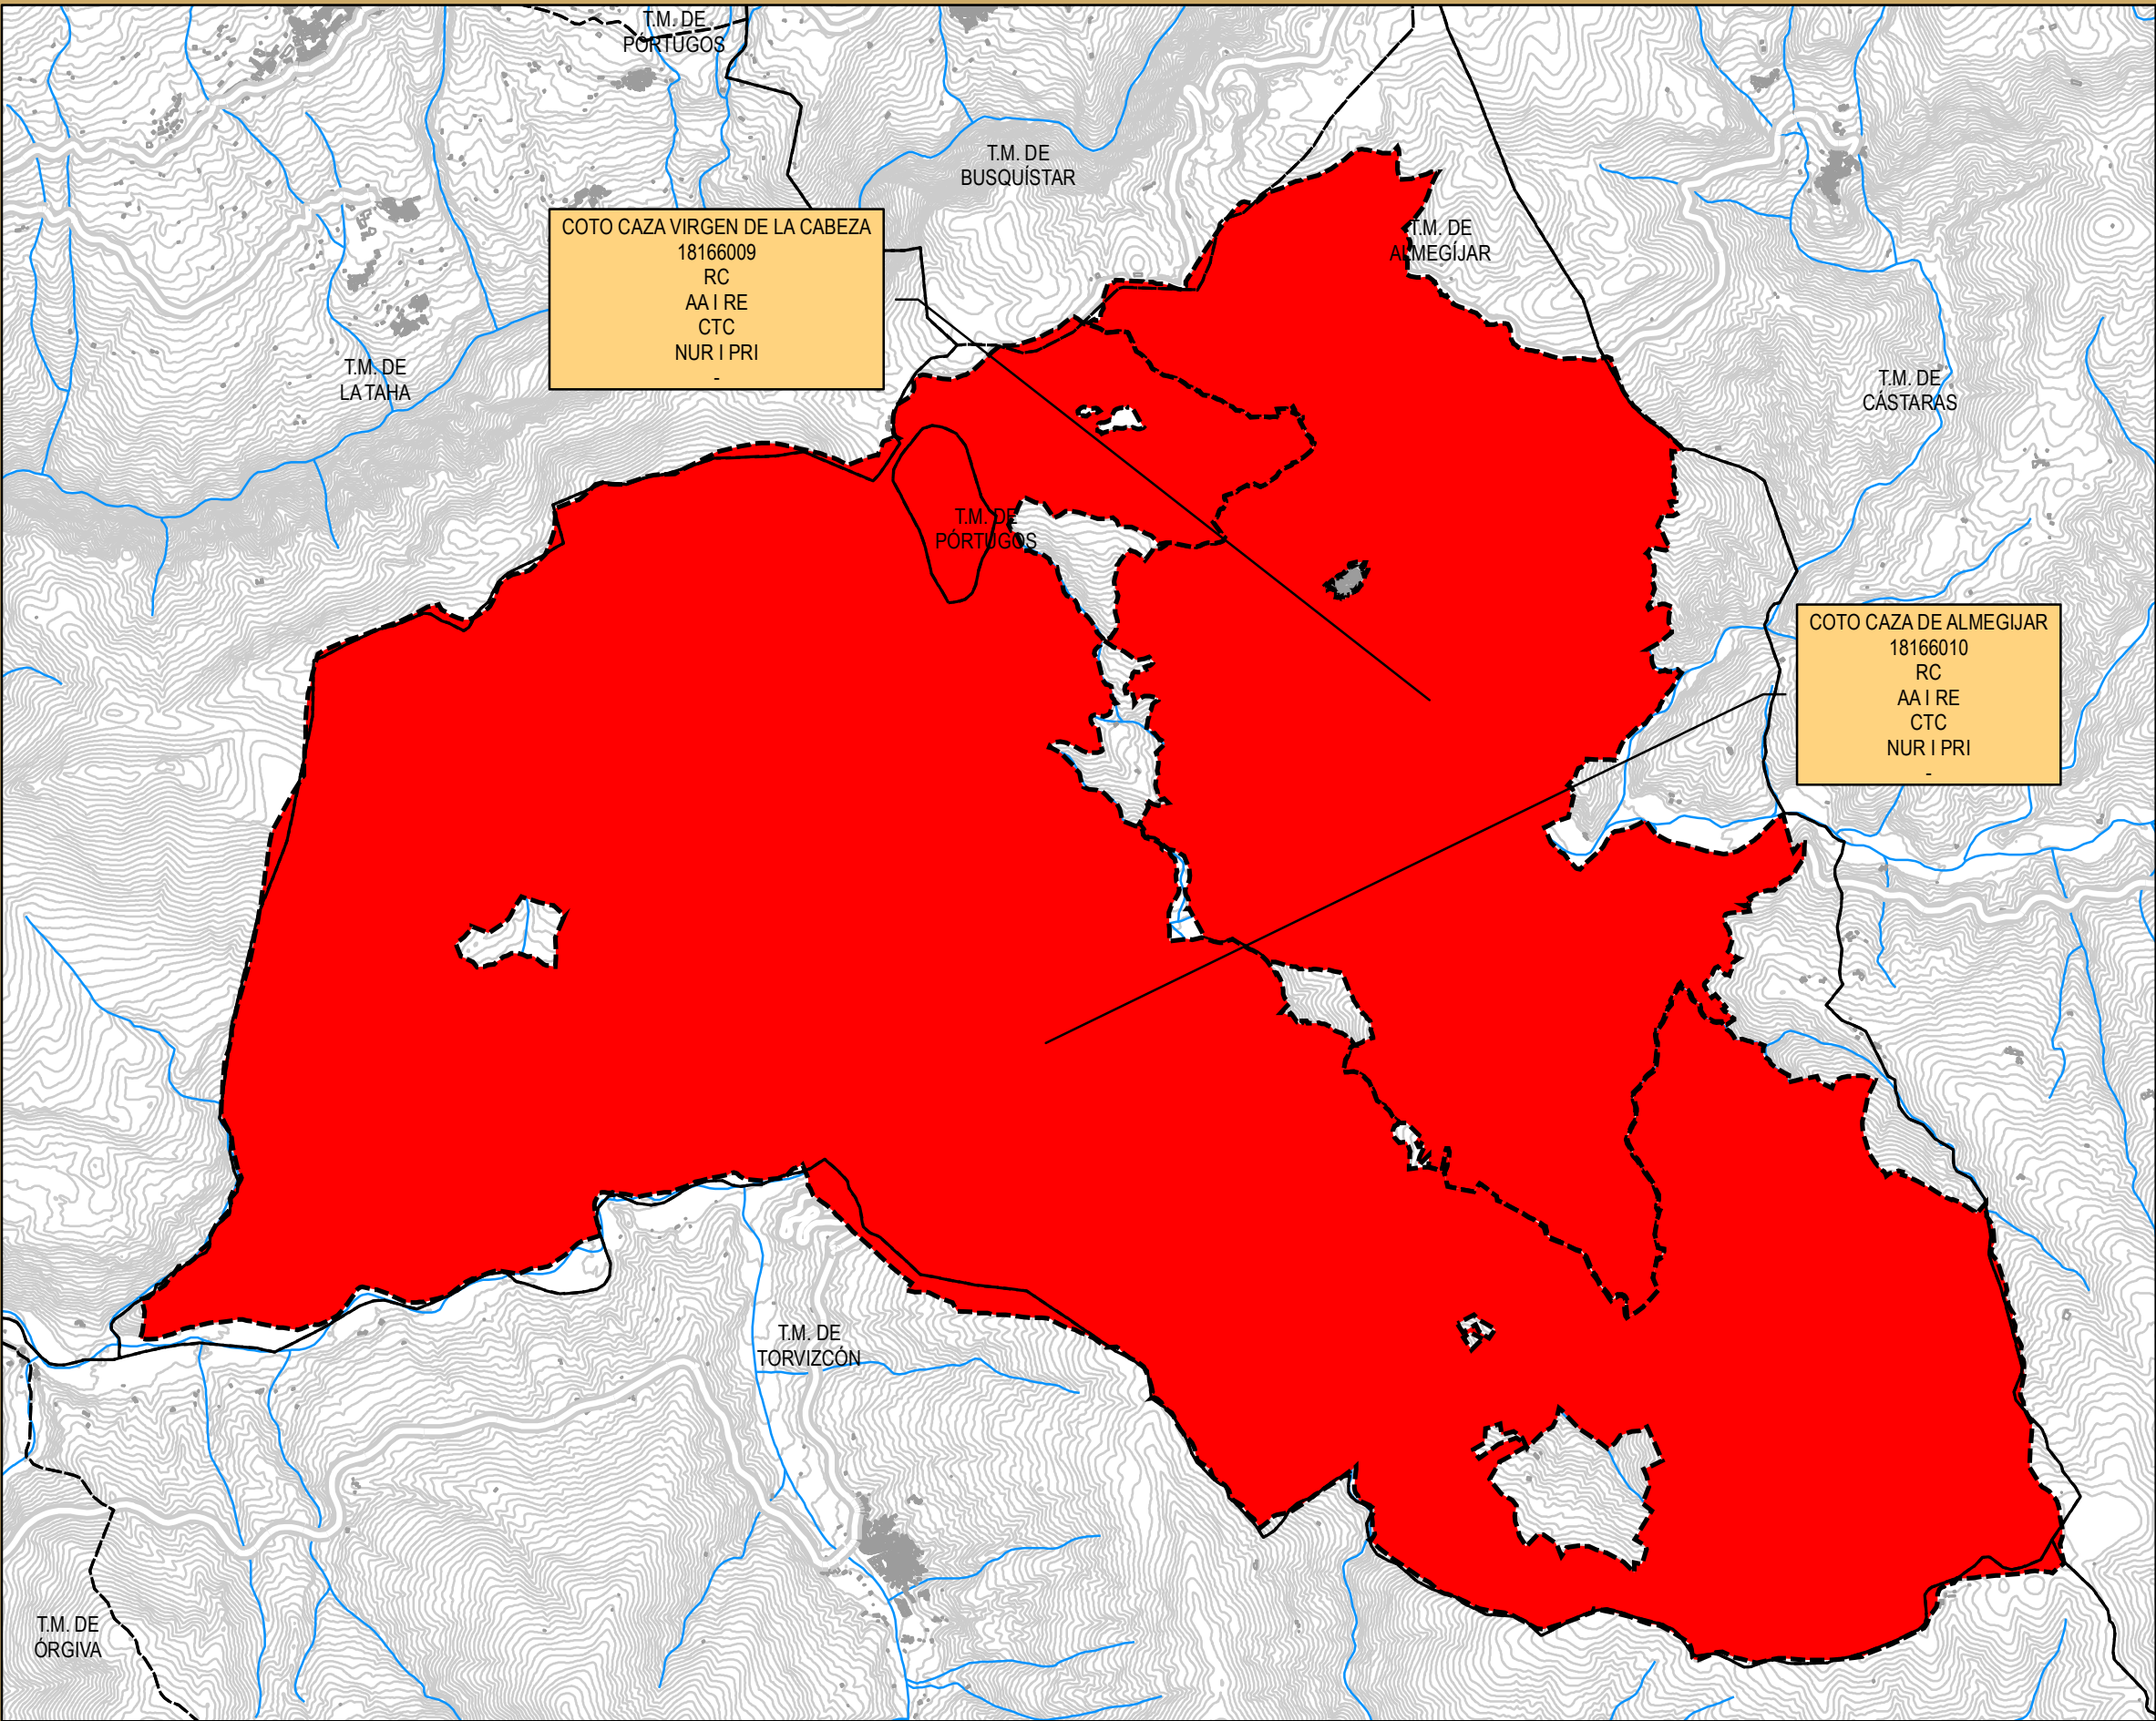 T.M. DE
PÓRTUGOS
T.M. DE
BUSQUÍSTAR
COTO CAZA VIRGEN DE LA CABEZA
18166009
RC
AA I RE
CTC
NUR I PRI
-
T.M. DE
ALMEGÍJAR
T.M. DE
LA TAHA
T.M. DE
CÁSTARAS
T.M. DE
PÓRTUGOS
COTO CAZA DE ALMEGIJAR
18166010
RC
AA I RE
CTC
NUR I PRI
-
T.M. DE
TORVIZCÓN
T.M. DE
ÓRGIVA